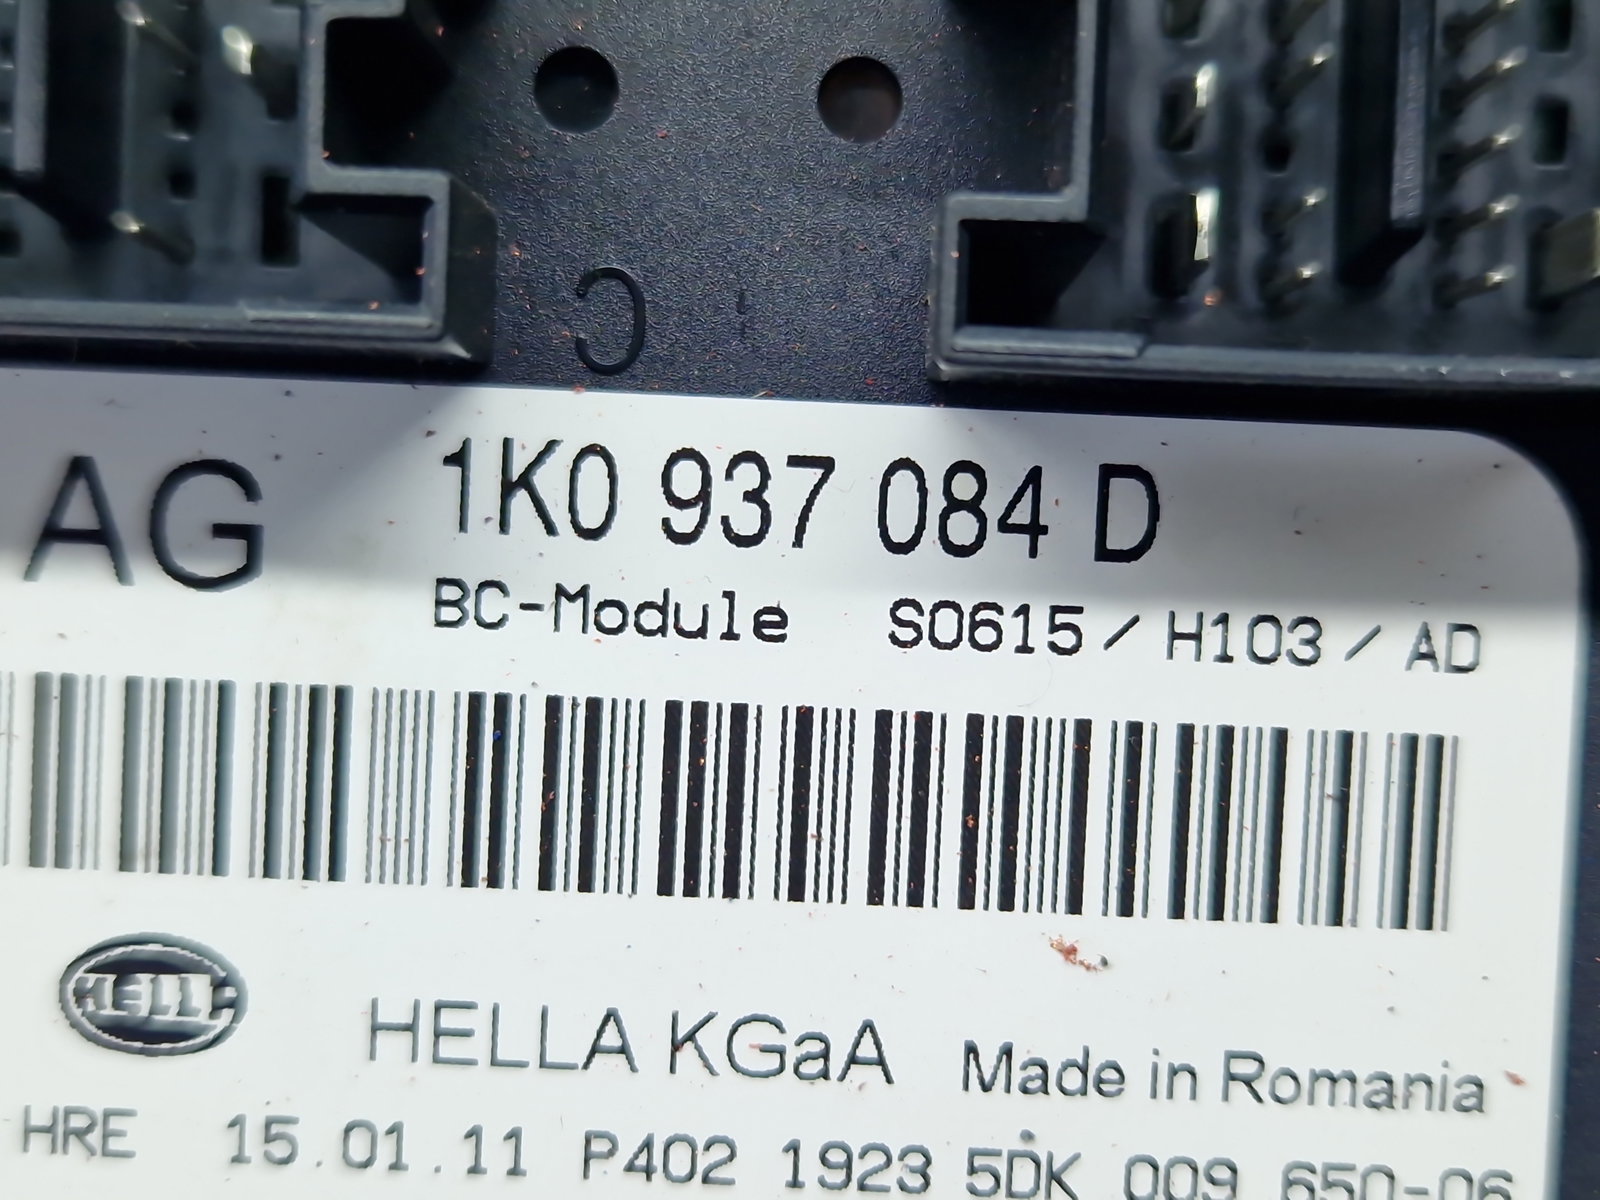 C
AG 1K0 937 084 D
BC-Module S0615/H103/AD
HELLA
HELLA KGaA Made in Romania
HRE 15.01.11 P402 1923 5DK 009 650-06